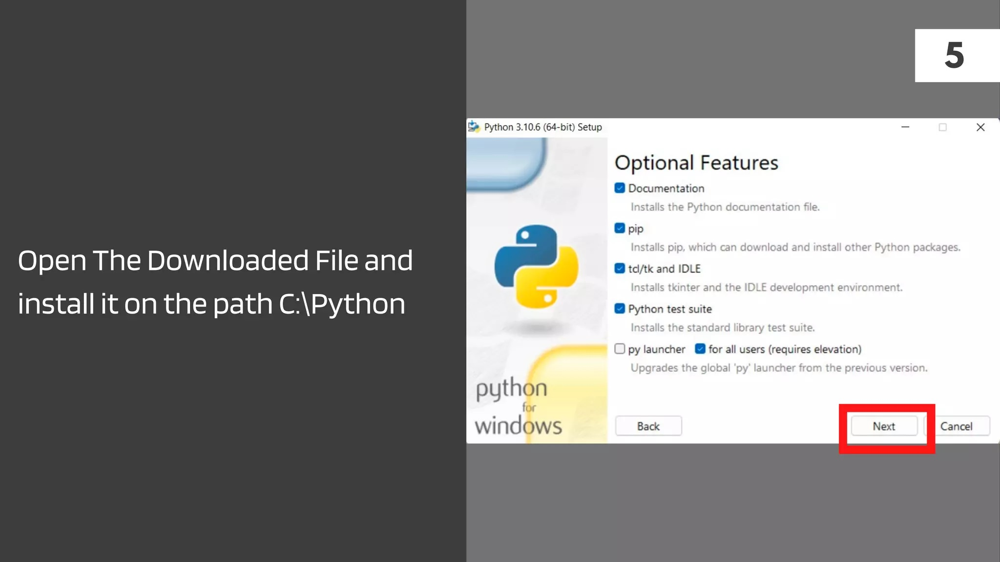 Open The Downloaded File and
install it on the path C:\Python
5
Python 3.10.6 (64-bit) Setup
Optional Features
Documentation
Installs the Python documentation file.
pip
Installs pip, which can download and install other Python packages.
tcl/tk and IDLE
Installs tkinter and the IDLE development environment.
Python test suite
Installs the standard library test suite.
py launcher for all users (requires elevation)
Upgrades the global 'py' launcher from the previous version.
python
for
windows
Back Next Cancel